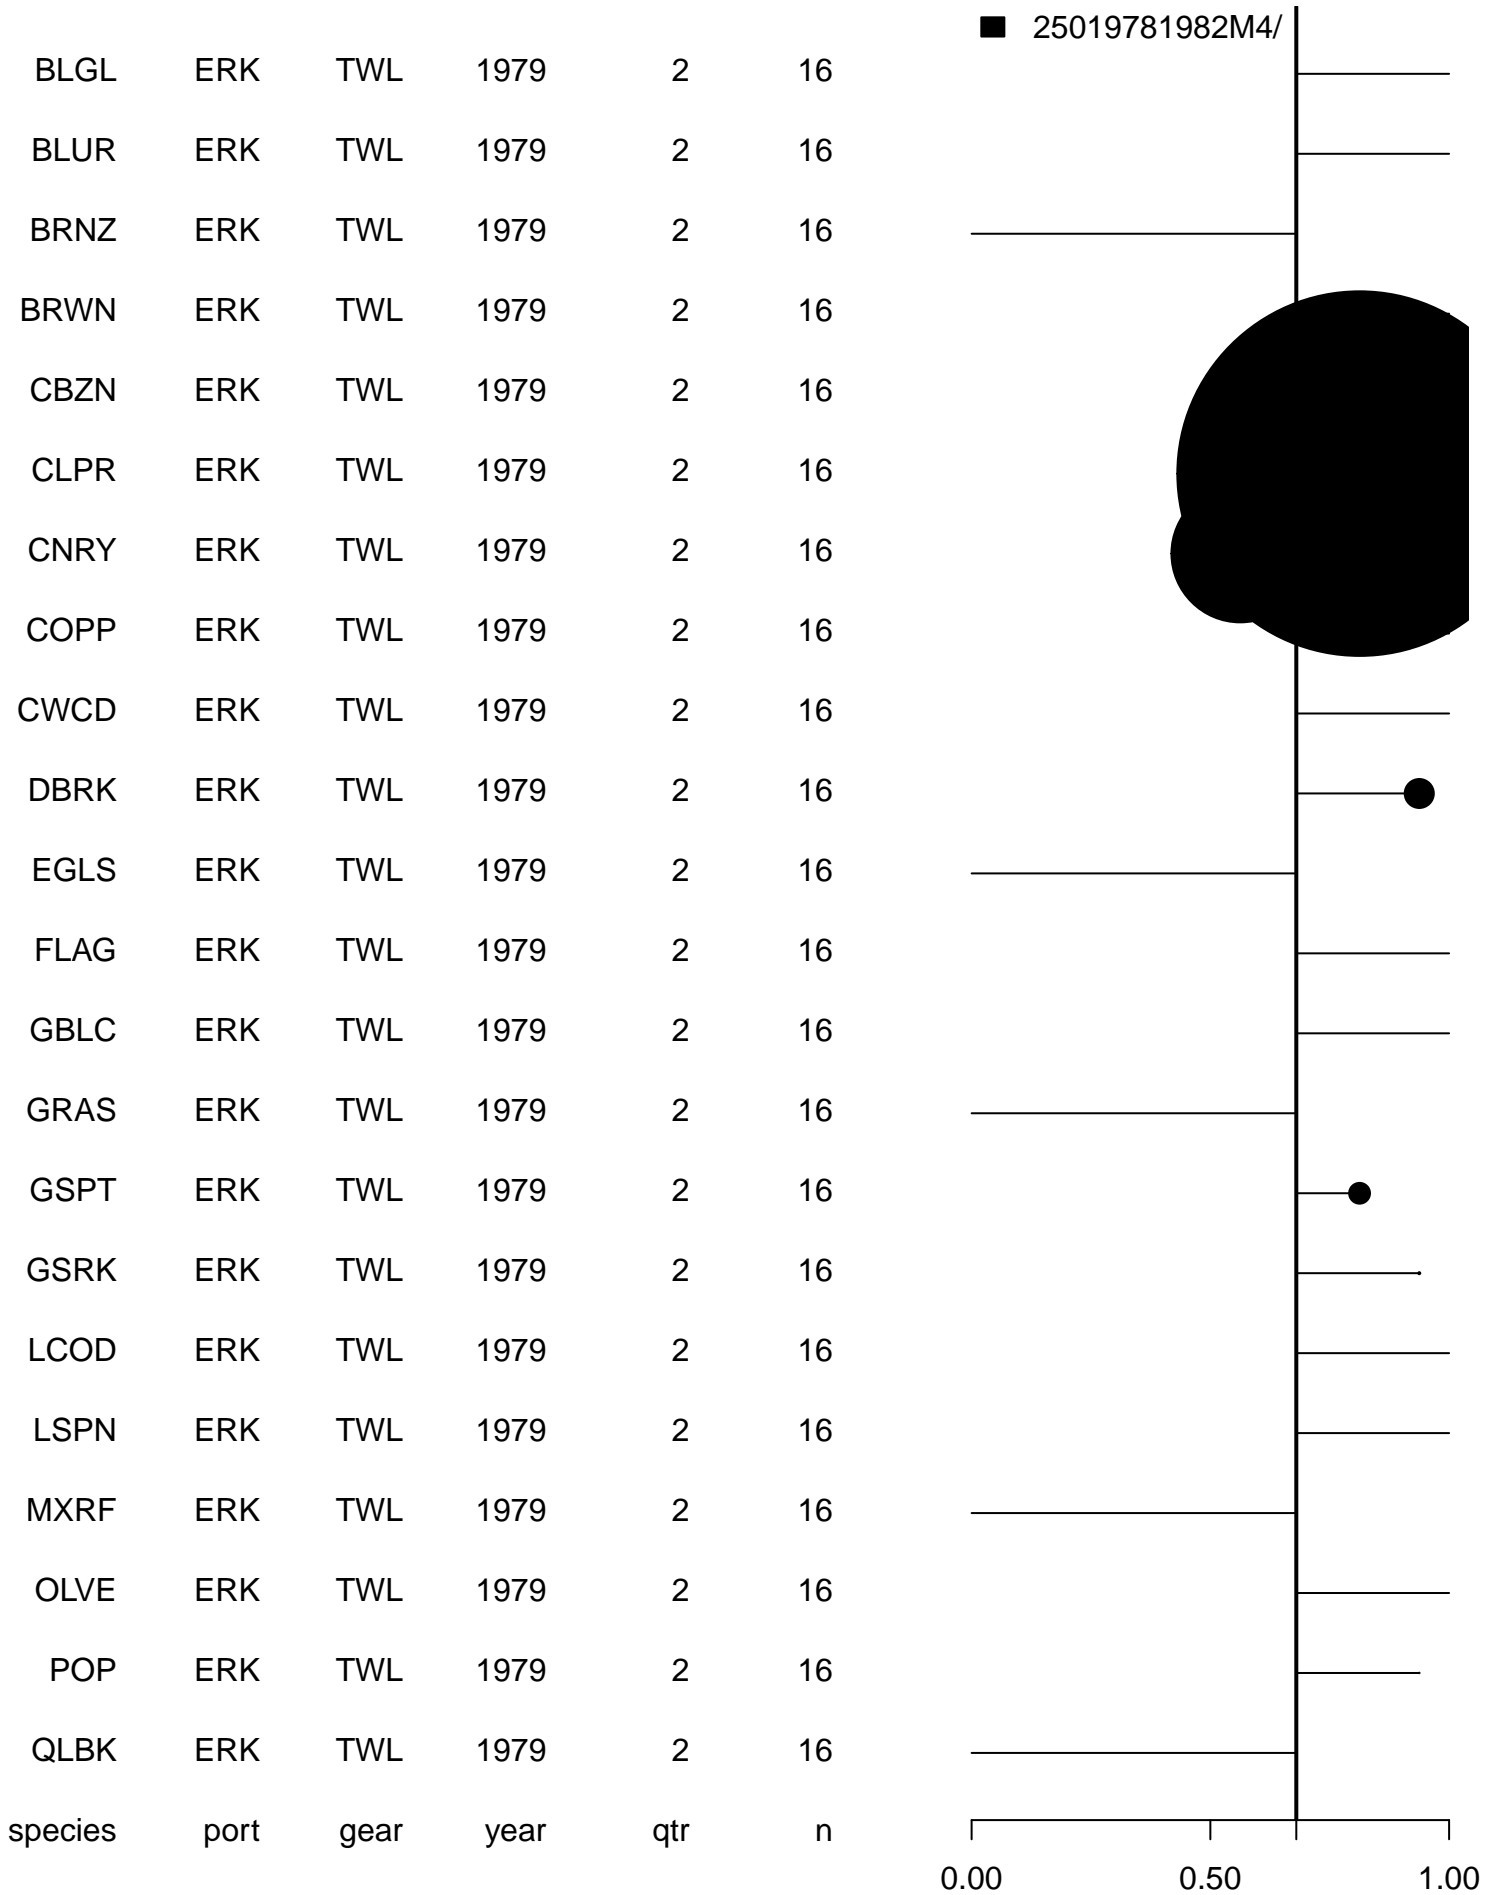 25019781982M4/
BLGL ERK TWL 1979 2 16
BLUR ERK TWL 1979 2 16
BRNZ ERK TWL 1979 2 16
BRWN ERK TWL 1979 2 16
CBZN ERK TWL 1979 2 16
CLPR ERK TWL 1979 2 16
CNRY ERK TWL 1979 2 16
COPP ERK TWL 1979 2 16
CWCD ERK TWL 1979 2 16
DBRK ERK TWL 1979 2 16
EGLS ERK TWL 1979 2 16
FLAG ERK TWL 1979 2 16
GBLC ERK TWL 1979 2 16
GRAS ERK TWL 1979 2 16
GSPT ERK TWL 1979 2 16
GSRK ERK TWL 1979 2 16
LCOD ERK TWL 1979 2 16
LSPN ERK TWL 1979 2 16
MXRF ERK TWL 1979 2 16
OLVE ERK TWL 1979 2 16
POP ERK TWL 1979 2 16
QLBK ERK TWL 1979 2 16
species port gear year qtr n
0.00 0.50 1.00